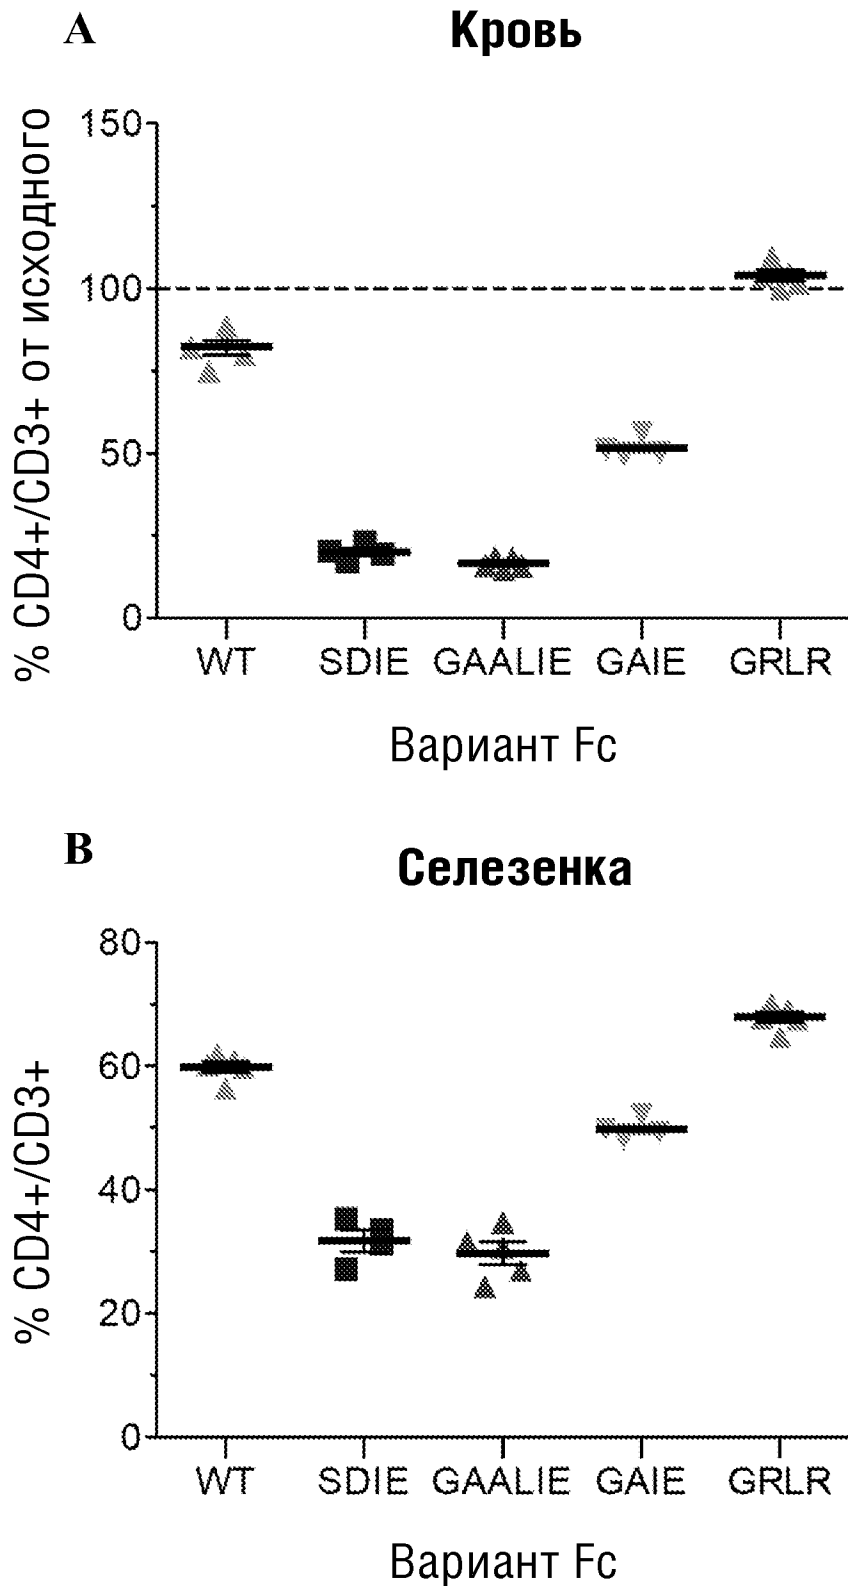 A
Кровь
% CD4+/CD3+ от исходного
150
100
50
0
WT SDIE GAALIE GAIE GRLR
Вариант Fc
B
Селезенка
% CD4+/CD3+
80
60
40
20
0
WT SDIE GAALIE GAIE GRLR
Вариант Fc